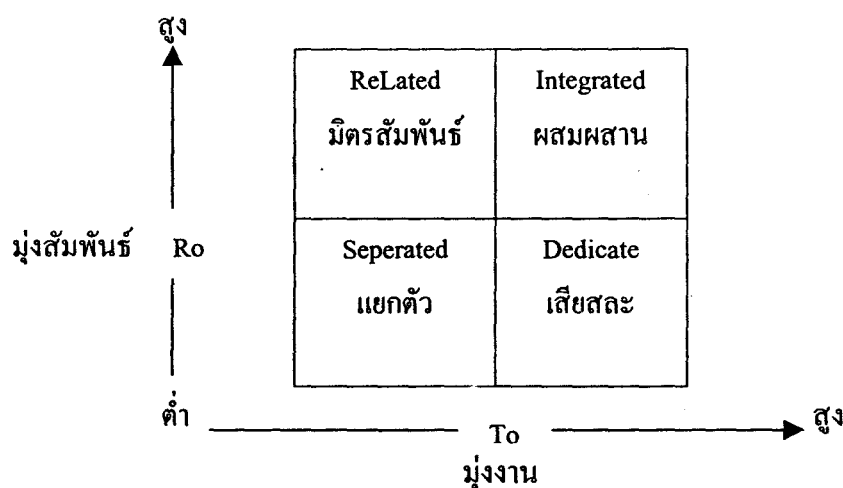 สูง
ReLated Integrated
มิตรสัมพันธ์ ผสมผสาน
มุ่งสัมพันธ์ Ro Seperated Dedicate
แยกตัว เสียสละ
ต่ำ To สูง
มุ่งงาน